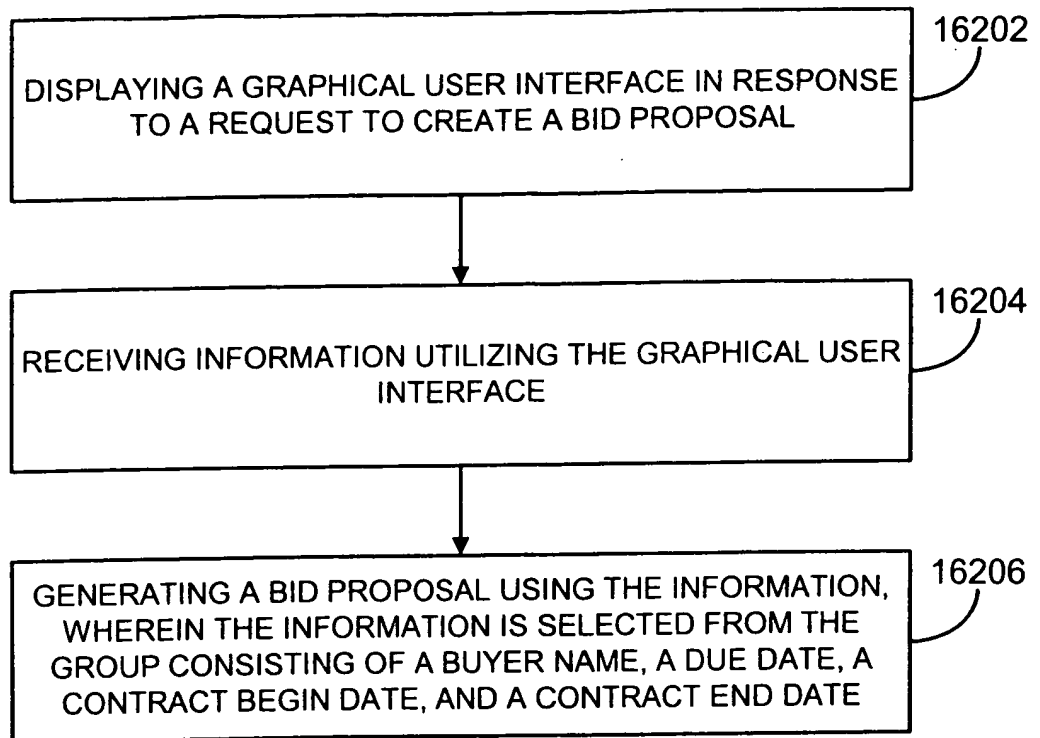 16202
DISPLAYING A GRAPHICAL USER INTERFACE IN RESPONSE
TO A REQUEST TO CREATE A BID PROPOSAL
16204
RECEIVING INFORMATION UTILIZING THE GRAPHICAL USER
INTERFACE
16206
GENERATING A BID PROPOSAL USING THE INFORMATION,
WHEREIN THE INFORMATION IS SELECTED FROM THE
GROUP CONSISTING OF A BUYER NAME, A DUE DATE, A
CONTRACT BEGIN DATE, AND A CONTRACT END DATE